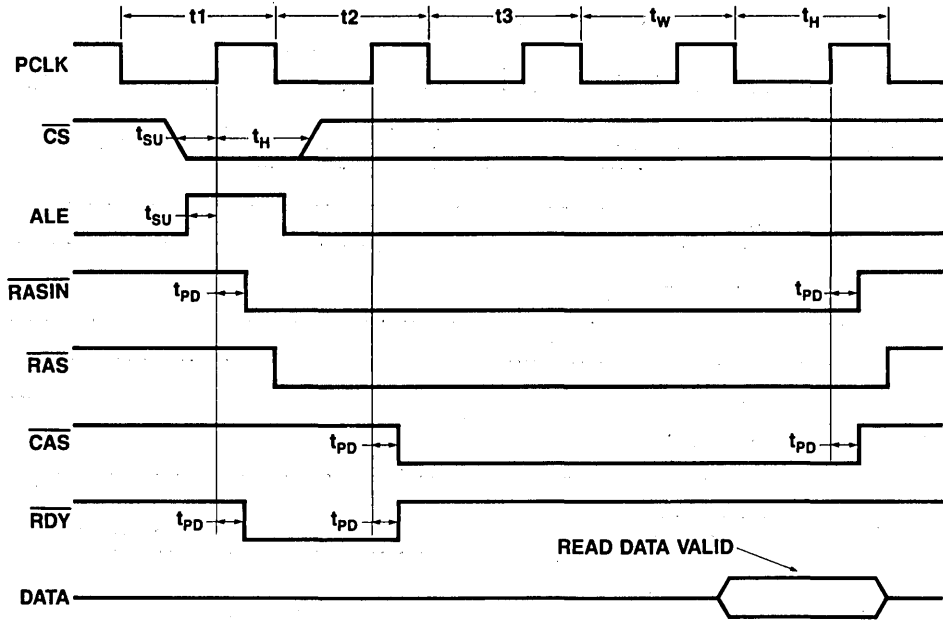 t1 t2 t3 tW tH
PCLK
CS tSU tH
ALE tSU
RASIN tPD tPD
RAS
CAS tPD tPD
RDY tPD tPD
READ DATA VALID
DATA